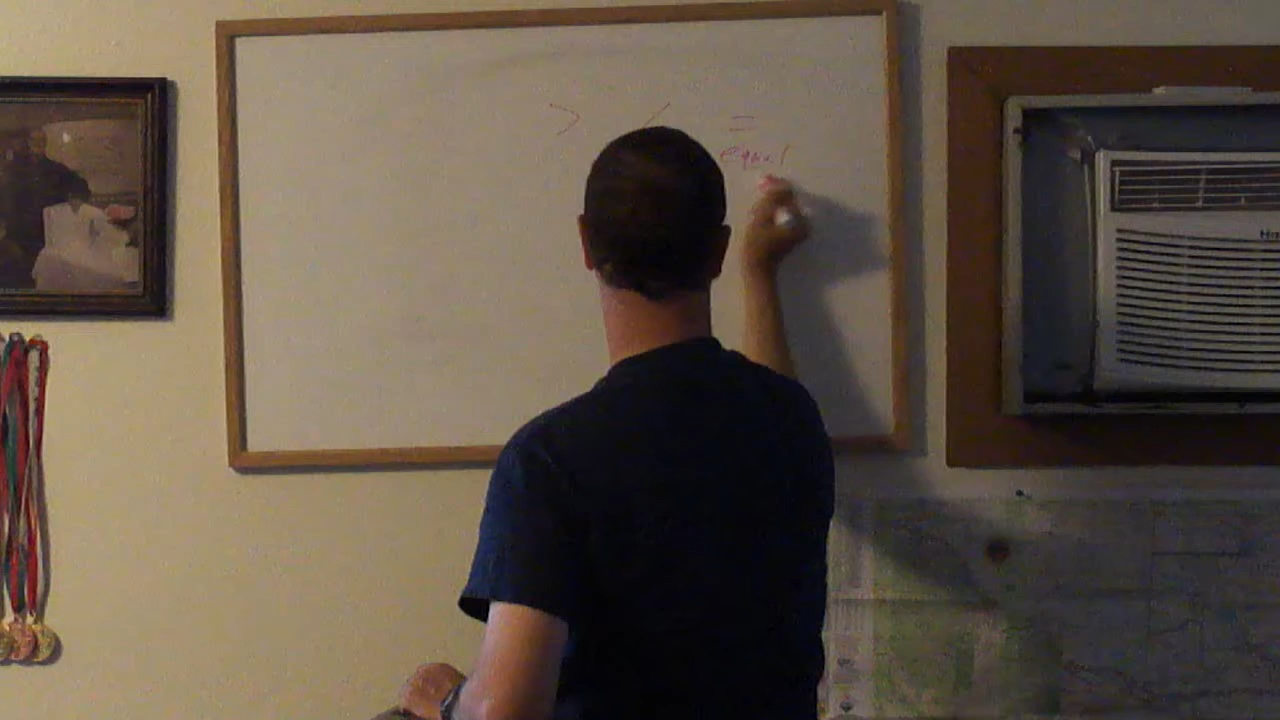 > < =
equal